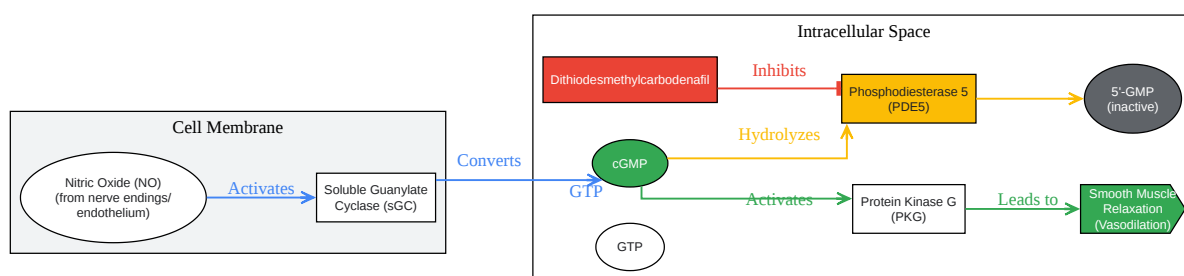 Intracellular Space
Dithiodesmethylcarbodenafil
Inhibits
Phosphodiesterase 5
(PDE5)
5'-GMP
(inactive)
Cell Membrane
Nitric Oxide (NO)
(from nerve endings/
endothelium)
Activates
Soluble Guanylate
Cyclase (sGC)
Converts
GTP
cGMP
Hydrolyzes
Activates
Protein Kinase G
(PKG)
Leads to
Smooth Muscle
Relaxation
(Vasodilation)
GTP